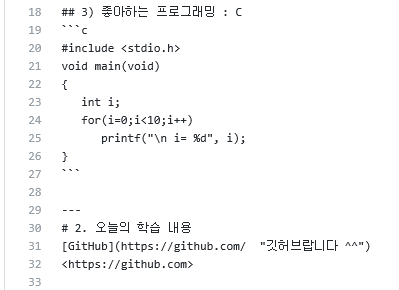 18 ## 3) 좋아하는 프로그래밍 : C
19 ```c
20 #include <stdio.h>
21 void main(void)
22 {
23    int i;
24    for(i=0;i<10;i++)
25       printf("\n i= %d", i);
26 }
27 ```
28
29 ---
30 # 2. 오늘의 학습 내용
31 [GitHub](https://github.com/  "깃허브랍니다 ^^")
32 <https://github.com>
33